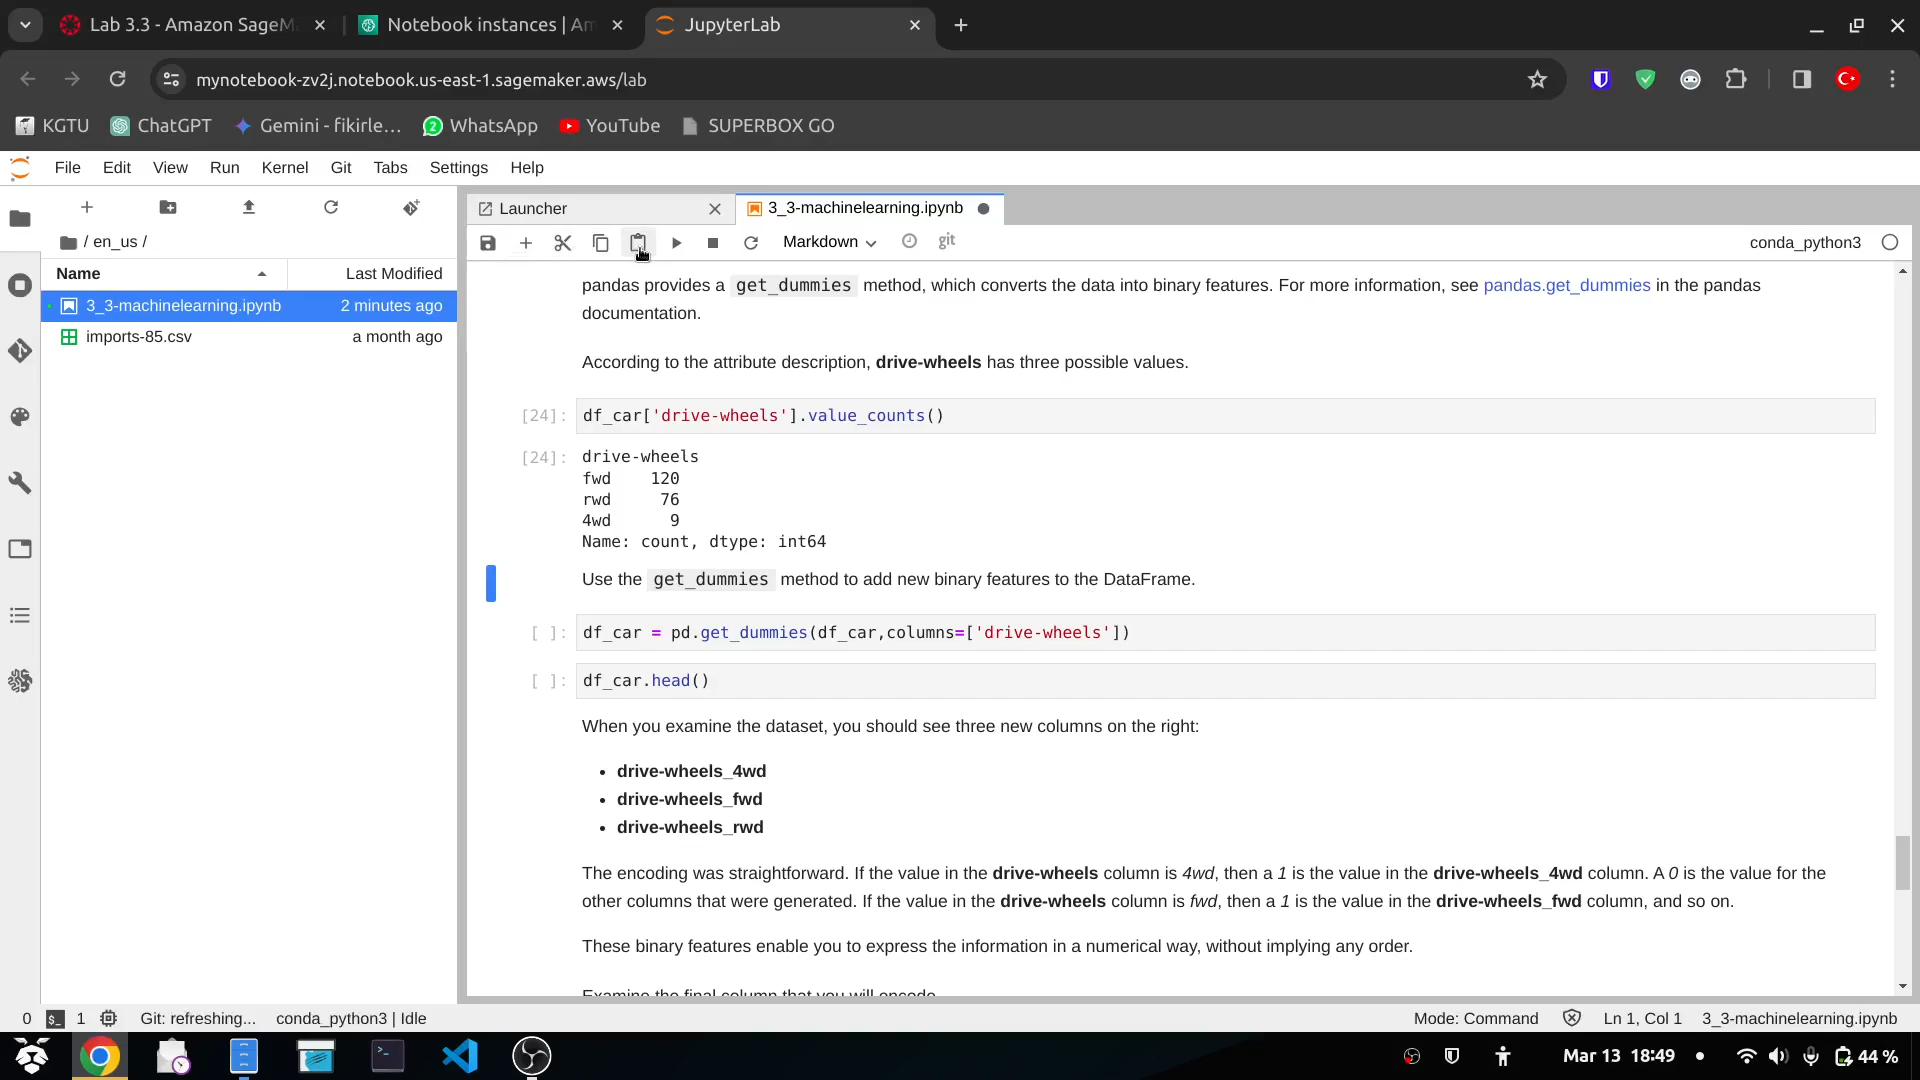 Lab 3.3 - Amazon SageM
Notebook instances | Am
JupyterLab
mynotebook-zv2j.notebook.us-east-1.sagemaker.aws/lab
KGTU
ChatGPT
Gemini - fikirle...
WhatsApp
YouTube
SUPERBOX GO
File Edit View Run Kernel Git Tabs Settings Help
Launcher
3_3-machinelearning.ipynb
/ en_us /
Markdown
git
conda_python3
Name Last Modified
3_3-machinelearning.ipynb 2 minutes ago
imports-85.csv a month ago
pandas provides a get_dummies method, which converts the data into binary features. For more information, see pandas.get_dummies in the pandas
documentation.
According to the attribute description, drive-wheels has three possible values.
[24]: df_car['drive-wheels'].value_counts()
[24]: drive-wheels
fwd 120
rwd 76
4wd 9
Name: count, dtype: int64
Use the get_dummies method to add new binary features to the DataFrame.
[ ]: df_car = pd.get_dummies(df_car,columns=['drive-wheels'])
[ ]: df_car.head()
When you examine the dataset, you should see three new columns on the right:
• drive-wheels_4wd
• drive-wheels_fwd
• drive-wheels_rwd
The encoding was straightforward. If the value in the drive-wheels column is 4wd, then a 1 is the value in the drive-wheels_4wd column. A 0 is the value for the
other columns that were generated. If the value in the drive-wheels column is fwd, then a 1 is the value in the drive-wheels_fwd column, and so on.
These binary features enable you to express the information in a numerical way, without implying any order.
Examine the final column that you will encode
0 $_ 1 Git: refreshing... conda_python3 | Idle
Mode: Command Ln 1, Col 1 3_3-machinelearning.ipynb
Mar 13 18:49
44 %